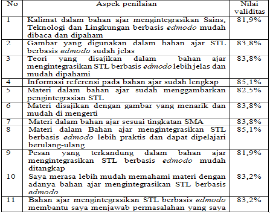 No Aspek penilaian Nilai
validitas
1 Kalimat dalam bahan ajar mengintegrasikan Sains, 81,9%
Teknologi dan Lingkungan berbasis edmodo mudah
dibaca dan dipahami
2 Gambar yang digunakan dalam bahan ajar STL 83,8%
berbasis edmodo sudah jelas
3 Teori yang disajikan dalam bahan ajar 83,8%
mengintegrasikan STL berbasis edmodo lebih jelas dan
mudah dipahami
4 Informasi referensi pada bahan ajar sudah lengkap 85,1%
5 Materi dalam bahan ajar sudah menggambarkan 82,5%
pengintegrasian STL
6 Materi disajikan dengan gambar yang menarik dan 83,8%
mudah di mengerti
7 Materi dalam bahan ajar sesuai tingkatan SMA 83,8%
8 Materi dalam Bahan ajar mengintegrasikan STL 85,1%
berbasis edmodo lebih praktis dan dapat dipelajari
berulang-ulang
9 Pesan yang terkandung dalam bahan ajar 81,9%
mengintegrasikan STL berbasis edmodo mudah
ditangkap
10 Saya merasa lebih mudah memahami materi dengan 83,2%
adanya bahan ajar mengintegrasikan STL berbasis
edmodo
11 Bahan ajar mengintegrasikan STL berbasis edmodo 83,2%
membantu saya menjawab permasalahan yang saya